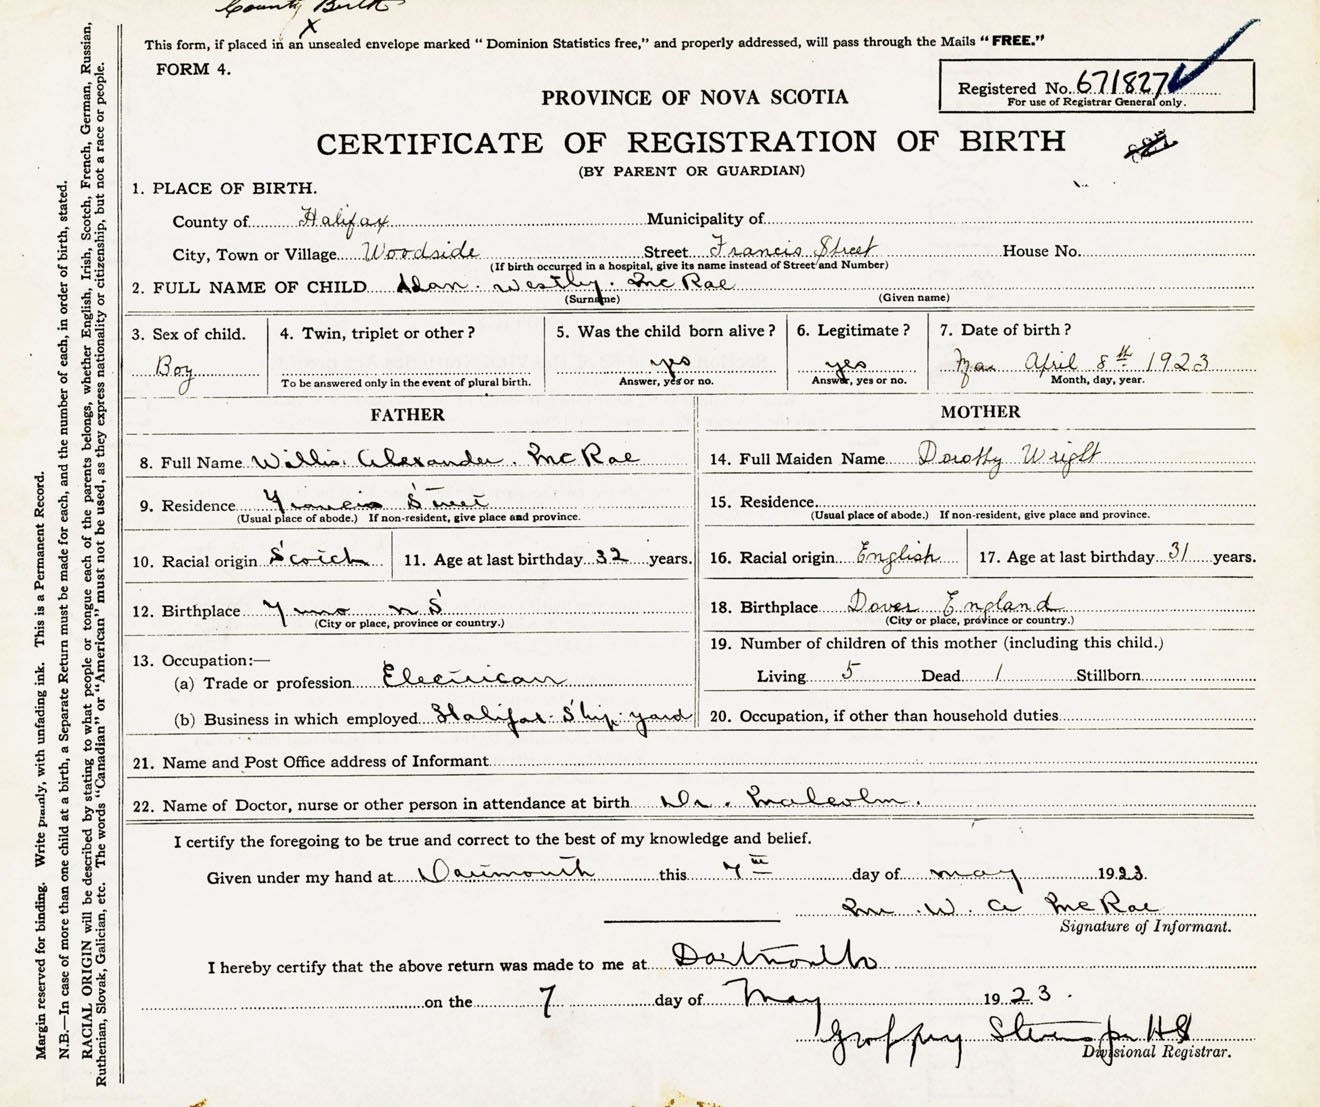 County Birth
X
This form, if placed in an unsealed envelope marked "Dominion Statistics free," and properly addressed, will pass through the Mails "FREE."
FORM 4.
Registered No. 671827
For use of Registrar General only.
PROVINCE OF NOVA SCOTIA
CERTIFICATE OF REGISTRATION OF BIRTH
(BY PARENT OR GUARDIAN)
1. PLACE OF BIRTH.
County of Halifax Municipality of
City, Town or Village Woodside Street Francis Street House No.
(If birth occurred in a hospital, give its name instead of Street and Number)
2. FULL NAME OF CHILD Alan Westly McRae
(Surname) (Given name)
3. Sex of child. 4. Twin, triplet or other? 5. Was the child born alive? 6. Legitimate? 7. Date of birth?
Boy yes yes April 8th 1923
To be answered only in the event of plural birth. Answer, yes or no. Answer, yes or no. Month, day, year.
FATHER MOTHER
8. Full Name Willis Alexander McRae 14. Full Maiden Name Dorothy Wright
9. Residence Francis Street 15. Residence
(Usual place of abode.) If non-resident, give place and province. (Usual place of abode.) If non-resident, give place and province.
10. Racial origin Scotch 11. Age at last birthday 32 years. 16. Racial origin English 17. Age at last birthday 31 years.
12. Birthplace N S 18. Birthplace Dover England
(City or place, province or country.) (City or place, province or country.)
19. Number of children of this mother (including this child.)
13. Occupation:—
(a) Trade or profession Electrican Living 5 Dead 1 Stillborn
(b) Business in which employed Halifax Ship yard 20. Occupation, if other than household duties
21. Name and Post Office address of Informant
22. Name of Doctor, nurse or other person in attendance at birth Dr. Malcolm.
I certify the foregoing to be true and correct to the best of my knowledge and belief.
Given under my hand at Dartmouth this 7th day of May 1923.
W. A McRae
Signature of Informant.
I hereby certify that the above return was made to me at Dartmouth
on the 7 day of May 1923.
Divisional Registrar.
Margin reserved for binding. Write plainly, with unfading ink. This is a Permanent Record.
N.B.—In case of more than one child at a birth, a Separate Return must be made for each, and the number of each, in order of birth, stated.
RACIAL ORIGIN will be described by stating to what people or tongue each of the parents belongs, whether English, Irish, Scotch, French, German, Russian,
Ruthenian, Slovak, Galician, etc. The words "Canadian" or "American" must not be used, as they express nationality or citizenship, but not a race or people.